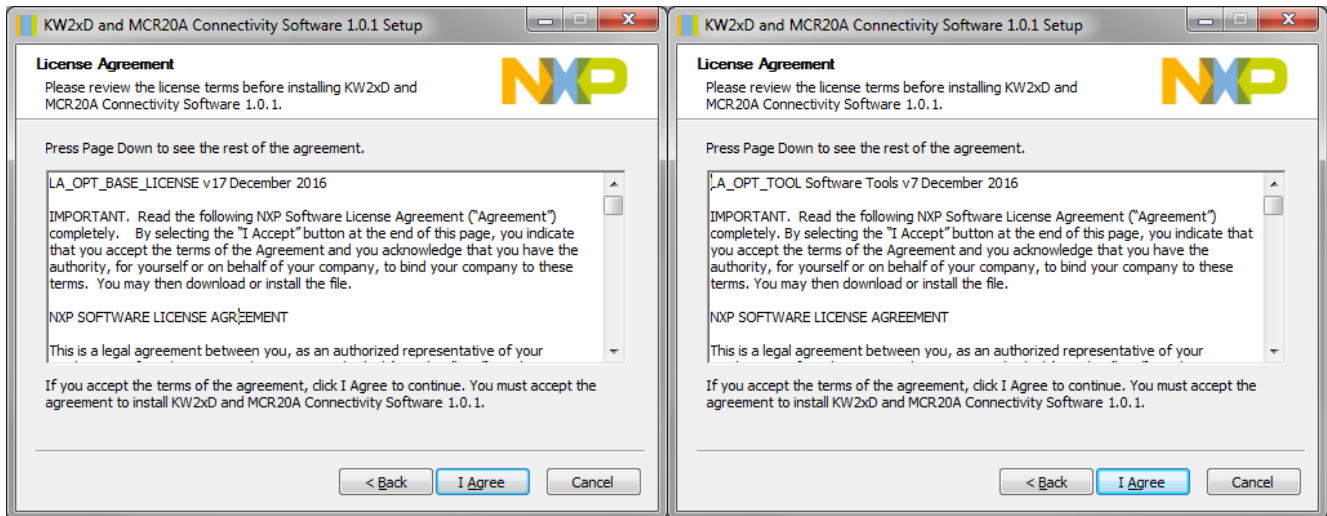 KW2xD and MCR20A Connectivity Software 1.0.1 Setup
License Agreement
Please review the license terms before installing KW2xD and
MCR20A Connectivity Software 1.0.1.
NXP
Press Page Down to see the rest of the agreement.
LA_OPT_BASE_LICENSE v17 December 2016
IMPORTANT. Read the following NXP Software License Agreement ("Agreement")
completely. By selecting the "I Accept" button at the end of this page, you indicate
that you accept the terms of the Agreement and you acknowledge that you have the
authority, for yourself or on behalf of your company, to bind your company to these
terms. You may then download or install the file.
NXP SOFTWARE LICENSE AGREEMENT
This is a legal agreement between you, as an authorized representative of your
If you accept the terms of the agreement, click I Agree to continue. You must accept the
agreement to install KW2xD and MCR20A Connectivity Software 1.0.1.
< Back
I Agree
Cancel
KW2xD and MCR20A Connectivity Software 1.0.1 Setup
License Agreement
Please review the license terms before installing KW2xD and
MCR20A Connectivity Software 1.0.1.
NXP
Press Page Down to see the rest of the agreement.
LA_OPT_TOOL Software Tools v7 December 2016
IMPORTANT. Read the following NXP Software License Agreement ("Agreement")
completely. By selecting the "I Accept" button at the end of this page, you indicate that
you accept the terms of the Agreement and you acknowledge that you have the
authority, for yourself or on behalf of your company, to bind your company to these
terms. You may then download or install the file.
NXP SOFTWARE LICENSE AGREEMENT
This is a legal agreement between you, as an authorized representative of your
If you accept the terms of the agreement, click I Agree to continue. You must accept the
agreement to install KW2xD and MCR20A Connectivity Software 1.0.1.
< Back
I Agree
Cancel